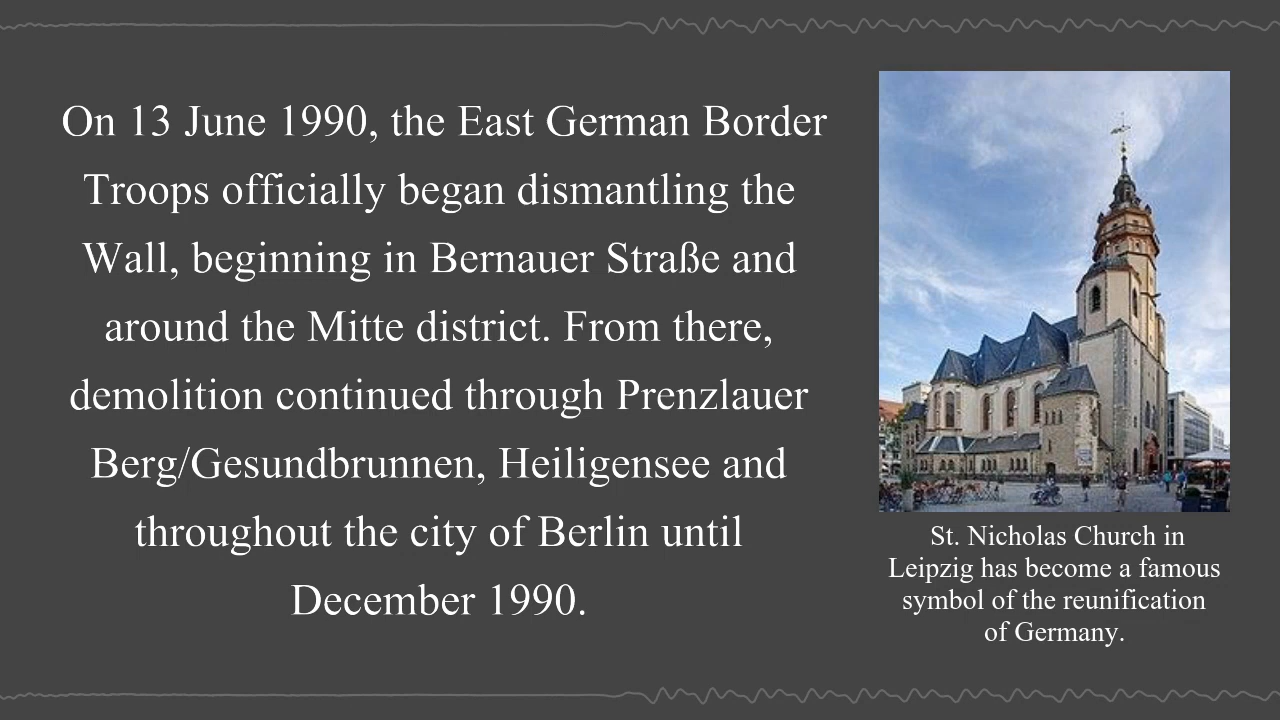 On 13 June 1990, the East German Border
Troops officially began dismantling the
Wall, beginning in Bernauer Straße and
around the Mitte district. From there,
demolition continued through Prenzlauer
Berg/Gesundbrunnen, Heiligensee and
throughout the city of Berlin until
December 1990.
St. Nicholas Church in
Leipzig has become a famous
symbol of the reunification
of Germany.